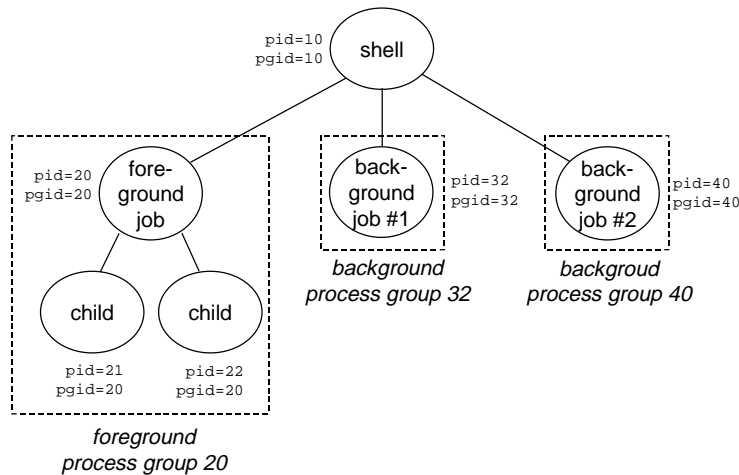 pid=10
pgid=10
shell
pid=20
pgid=20
fore-
ground
job
back-
ground
job #1
pid=32
pgid=32
back-
ground
job #2
pid=40
pgid=40
background
process group 32
backgroud
process group 40
child
child
pid=21
pgid=20
pid=22
pgid=20
foreground
process group 20